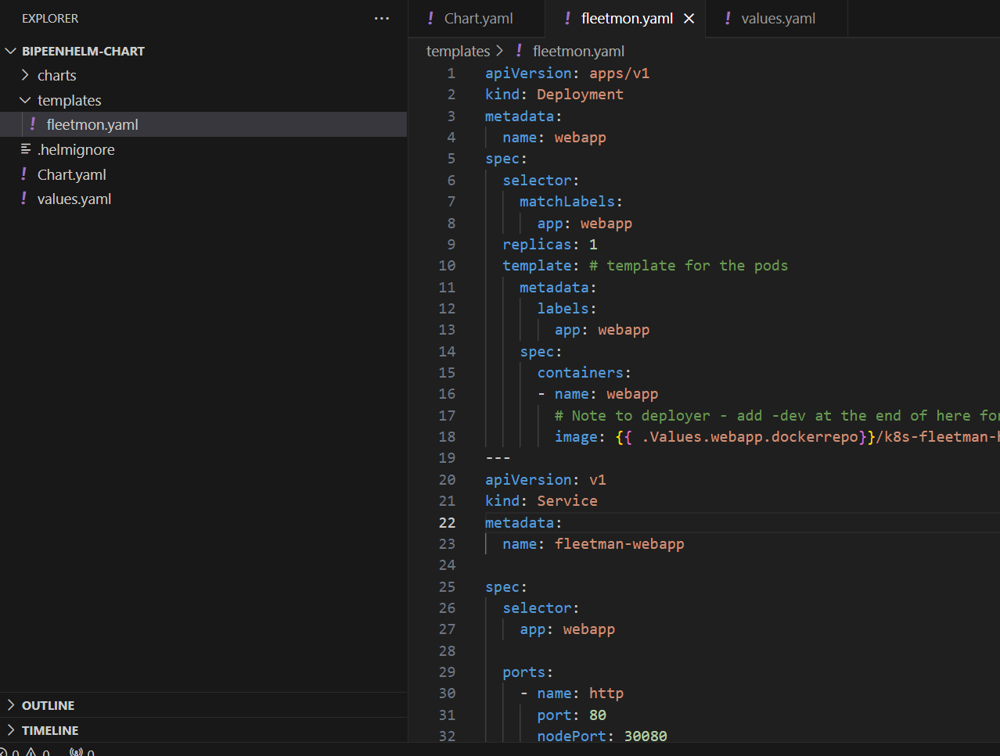 EXPLORER
...
BIPEENHELM-CHART
charts
templates
! fleetmon.yaml
.helmignore
! Chart.yaml
! values.yaml
OUTLINE
TIMELINE
0 0 0
! Chart.yaml
! fleetmon.yaml ×
! values.yaml
templates > ! fleetmon.yaml
1 apiVersion: apps/v1
2 kind: Deployment
3 metadata:
4   name: webapp
5 spec:
6   selector:
7     matchLabels:
8       app: webapp
9   replicas: 1
10   template: # template for the pods
11     metadata:
12       labels:
13         app: webapp
14     spec:
15       containers:
16       - name: webapp
17         # Note to deployer - add -dev at the end of here for
18         image: {{ .Values.webapp.dockerrepo}}/k8s-fleetman-
19 ---
20 apiVersion: v1
21 kind: Service
22 metadata:
23   name: fleetman-webapp
24
25 spec:
26   selector:
27     app: webapp
28
29   ports:
30     - name: http
31       port: 80
32       nodePort: 30080